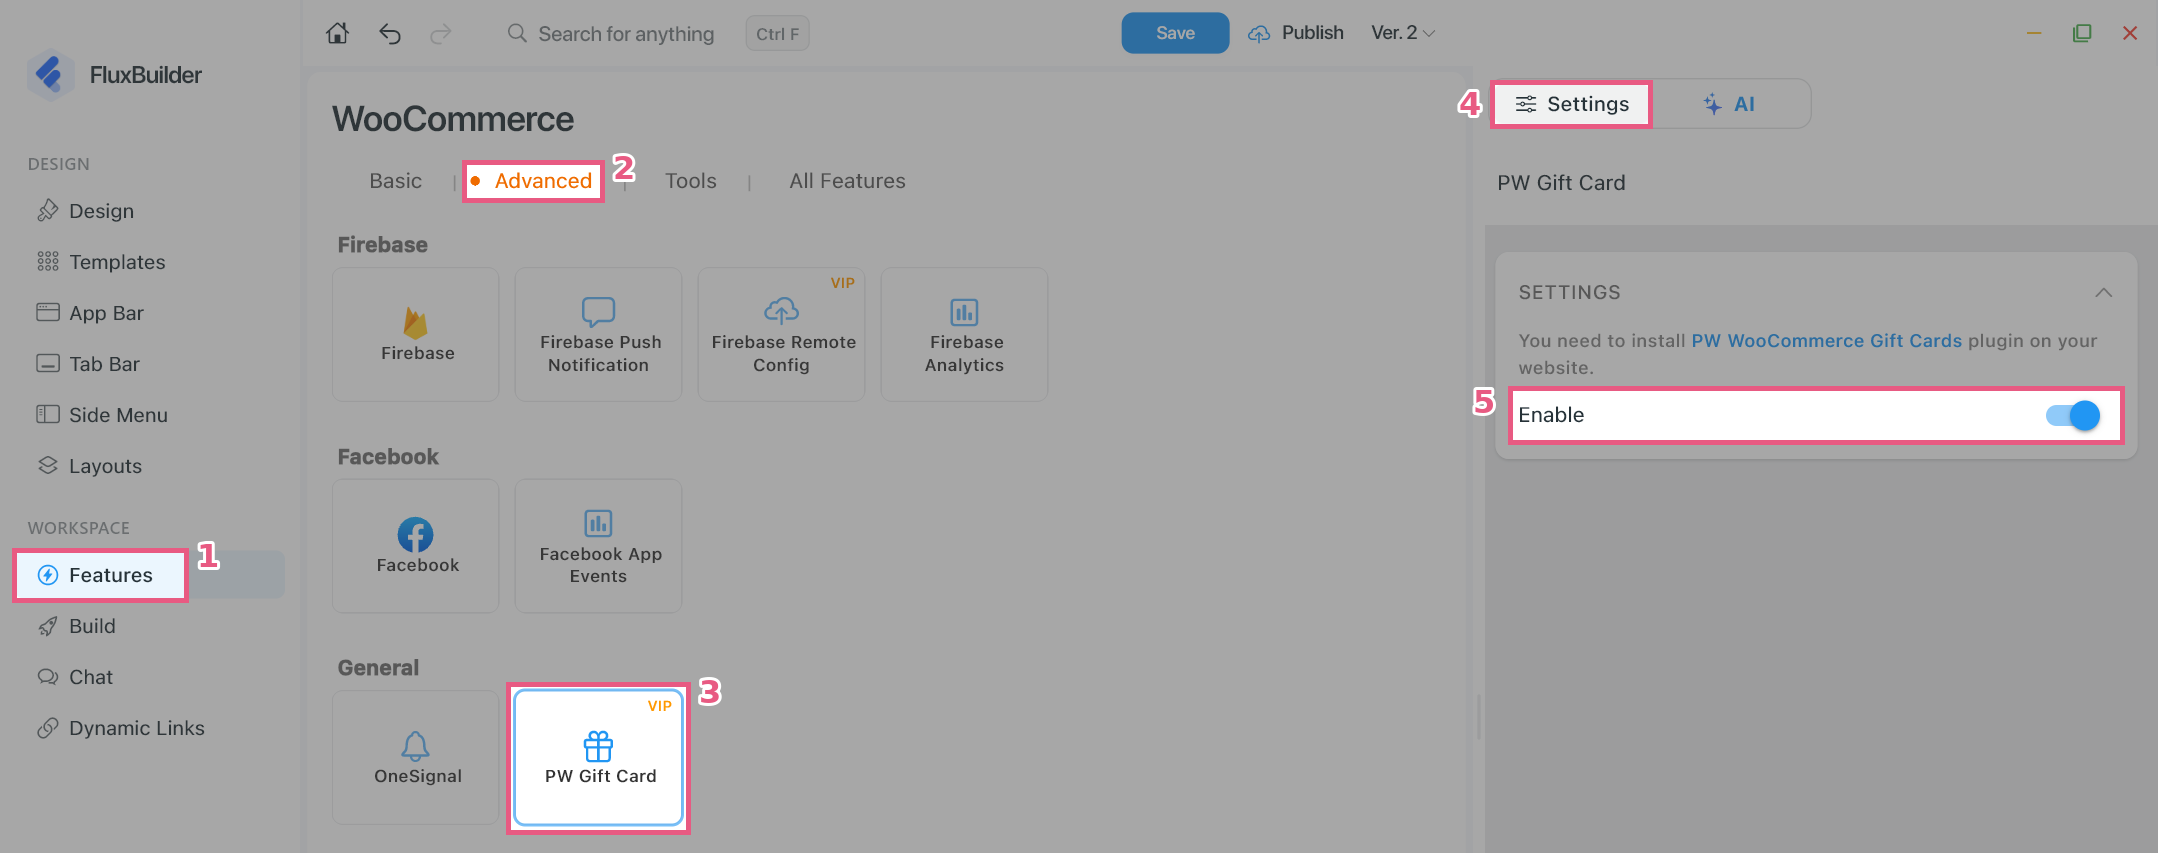 FluxBuilder
DESIGN
Design
Templates
App Bar
Tab Bar
Side Menu
Layouts
WORKSPACE
Features
1
Build
Chat
Dynamic Links
Search for anything
Ctrl F
Save
Publish
Ver. 2
WooCommerce
Basic | Advanced | Tools | All Features
2
Firebase
Firebase
Firebase Push
Notification
VIP
Firebase Remote
Config
Firebase
Analytics
Facebook
Facebook
Facebook App
Events
General
OneSignal
VIP
PW Gift Card
3
4
Settings
AI
PW Gift Card
SETTINGS
You need to install PW WooCommerce Gift Cards plugin on your
website.
5
Enable